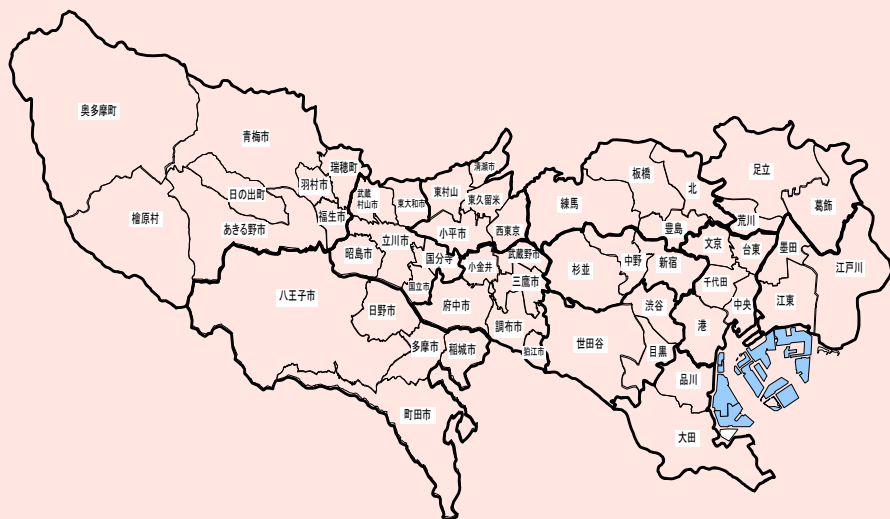 奥多摩町
青梅市
瑞穂町
羽村市
日の出町
福生市
あきる野市
檜原村
武蔵
村山市
東大和市
東村山
清瀬市
東久留米
小平市
西東京
立川市
昭島市
国分寺
国立市
小金井
武蔵野市
三鷹市
府中市
調布市
狛江市
八王子市
日野市
多摩市
稲城市
町田市
練馬
板橋
北
足立
葛飾
荒川
豊島
文京
台東
墨田
江戸川
杉並
中野
新宿
千代田
中央
江東
渋谷
港
世田谷
目黒
品川
大田